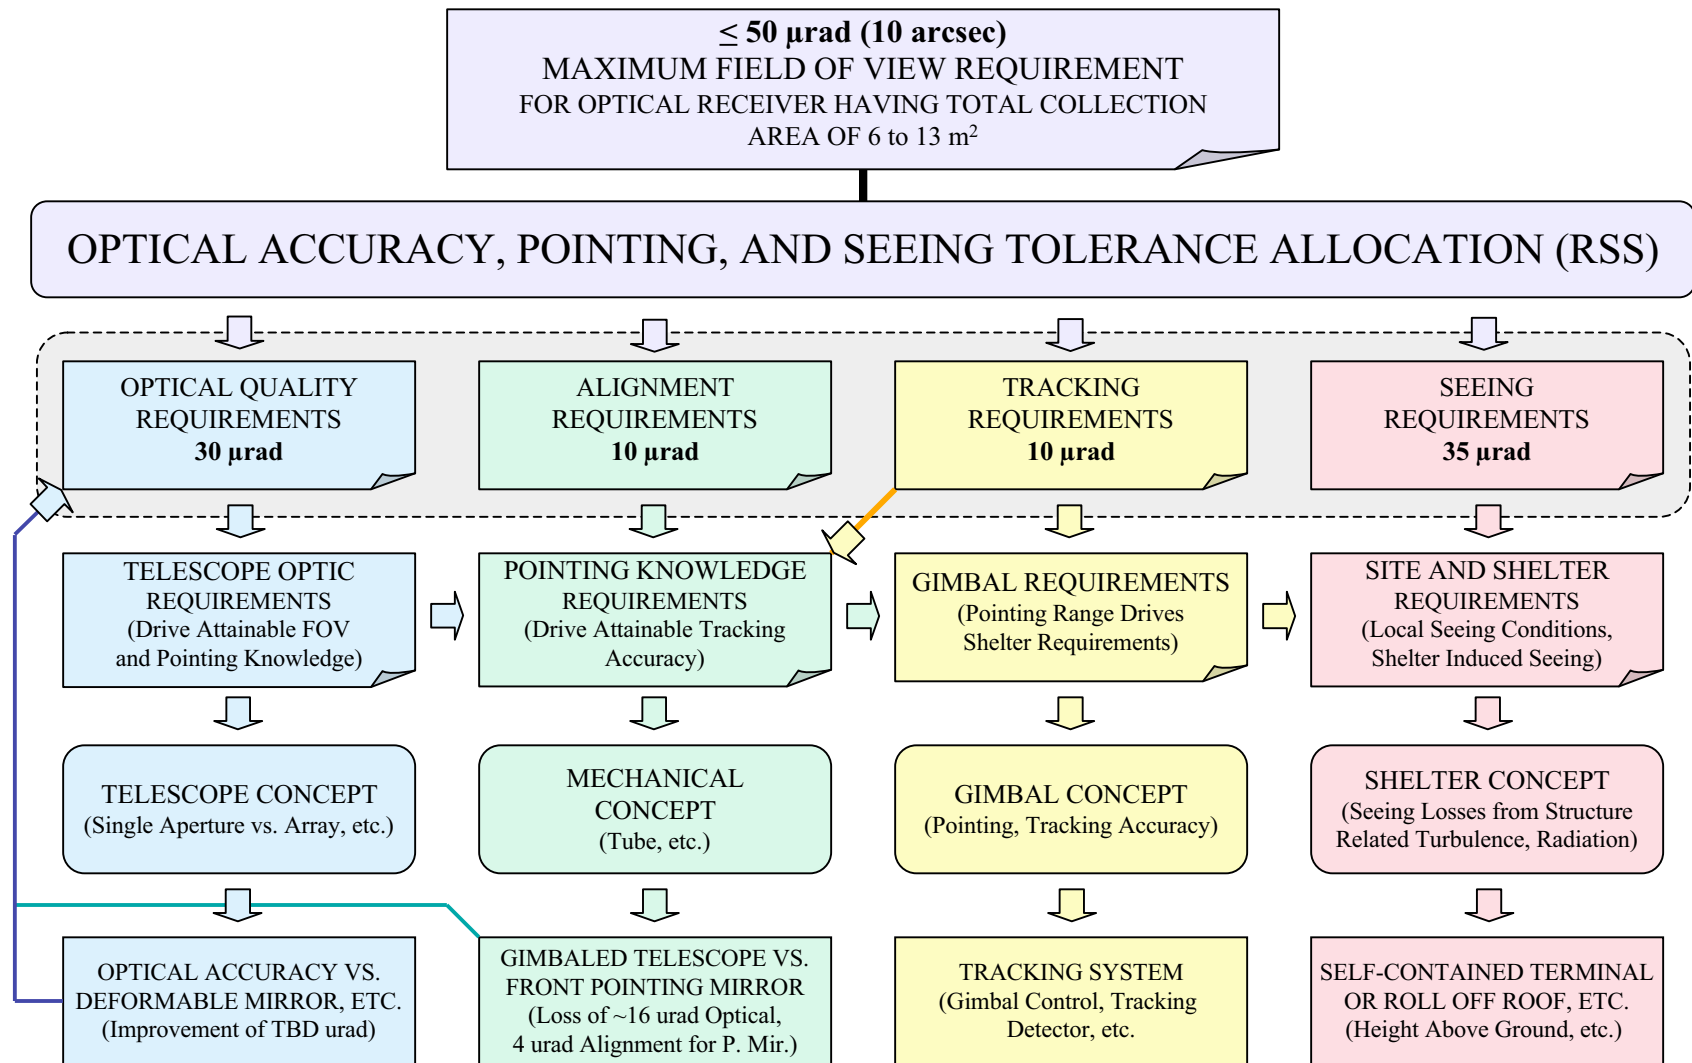 ≤ 50 μrad (10 arcsec)
MAXIMUM FIELD OF VIEW REQUIREMENT
FOR OPTICAL RECEIVER HAVING TOTAL COLLECTION
AREA OF 6 to 13 m²
OPTICAL ACCURACY, POINTING, AND SEEING TOLERANCE ALLOCATION (RSS)
OPTICAL QUALITY
REQUIREMENTS
30 μrad
ALIGNMENT
REQUIREMENTS
10 μrad
TRACKING
REQUIREMENTS
10 μrad
SEEING
REQUIREMENTS
35 μrad
TELESCOPE OPTIC
REQUIREMENTS
(Drive Attainable FOV
and Pointing Knowledge)
POINTING KNOWLEDGE
REQUIREMENTS
(Drive Attainable Tracking
Accuracy)
GIMBAL REQUIREMENTS
(Pointing Range Drives
Shelter Requirements)
SITE AND SHELTER
REQUIREMENTS
(Local Seeing Conditions,
Shelter Induced Seeing)
TELESCOPE CONCEPT
(Single Aperture vs. Array, etc.)
MECHANICAL
CONCEPT
(Tube, etc.)
GIMBAL CONCEPT
(Pointing, Tracking Accuracy)
SHELTER CONCEPT
(Seeing Losses from Structure
Related Turbulence, Radiation)
OPTICAL ACCURACY VS.
DEFORMABLE MIRROR, ETC.
(Improvement of TBD urad)
GIMBALED TELESCOPE VS.
FRONT POINTING MIRROR
(Loss of ~16 urad Optical,
4 urad Alignment for P. Mir.)
TRACKING SYSTEM
(Gimbal Control, Tracking
Detector, etc.
SELF-CONTAINED TERMINAL
OR ROLL OFF ROOF, ETC.
(Height Above Ground, etc.)